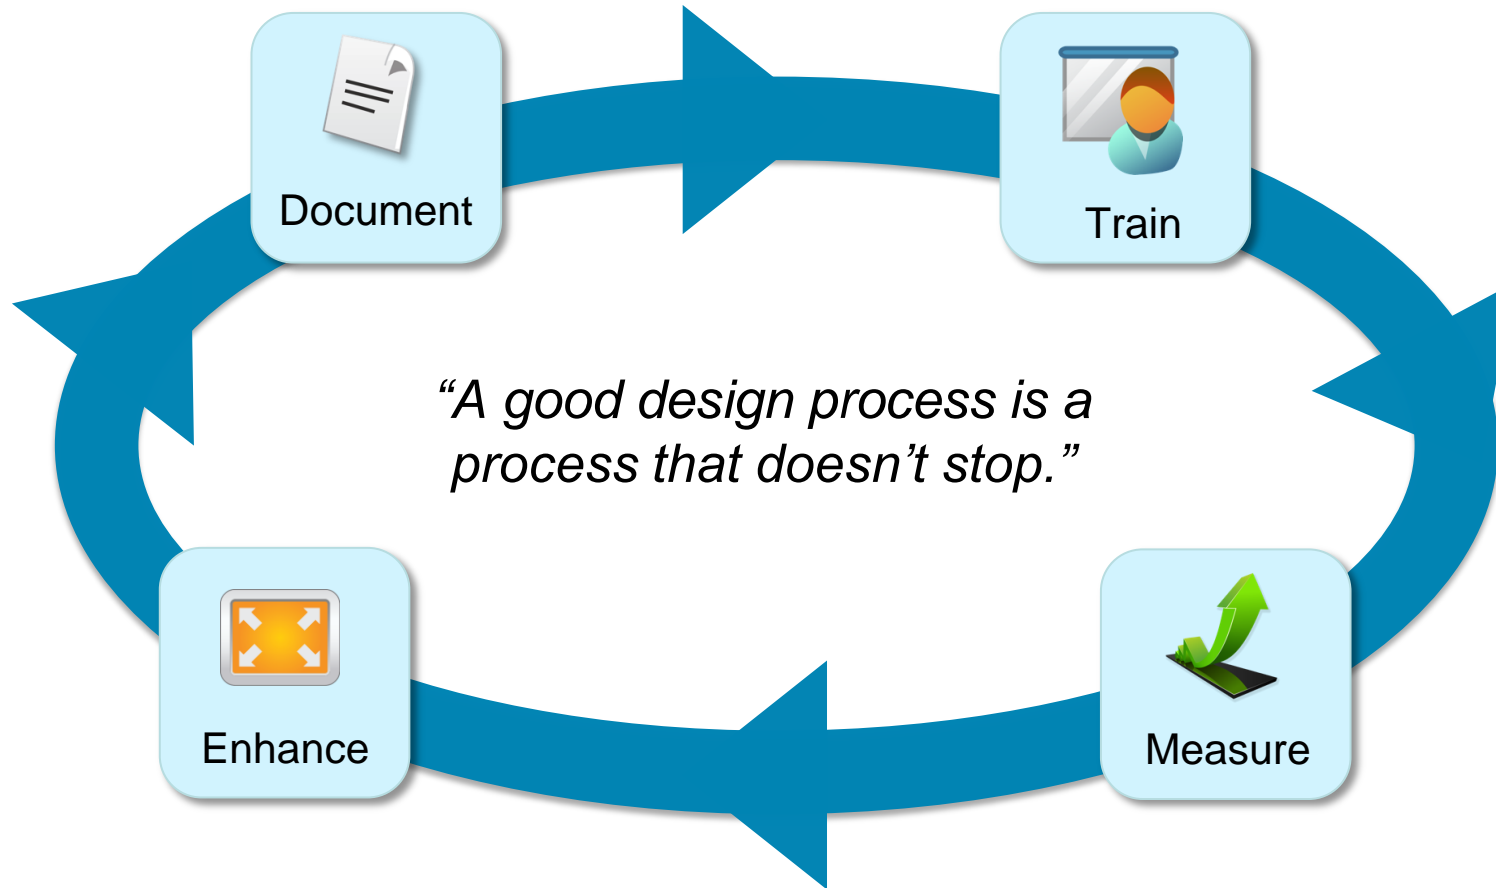 Document
Train
“A good design process is a
process that doesn’t stop.”
Enhance
Measure